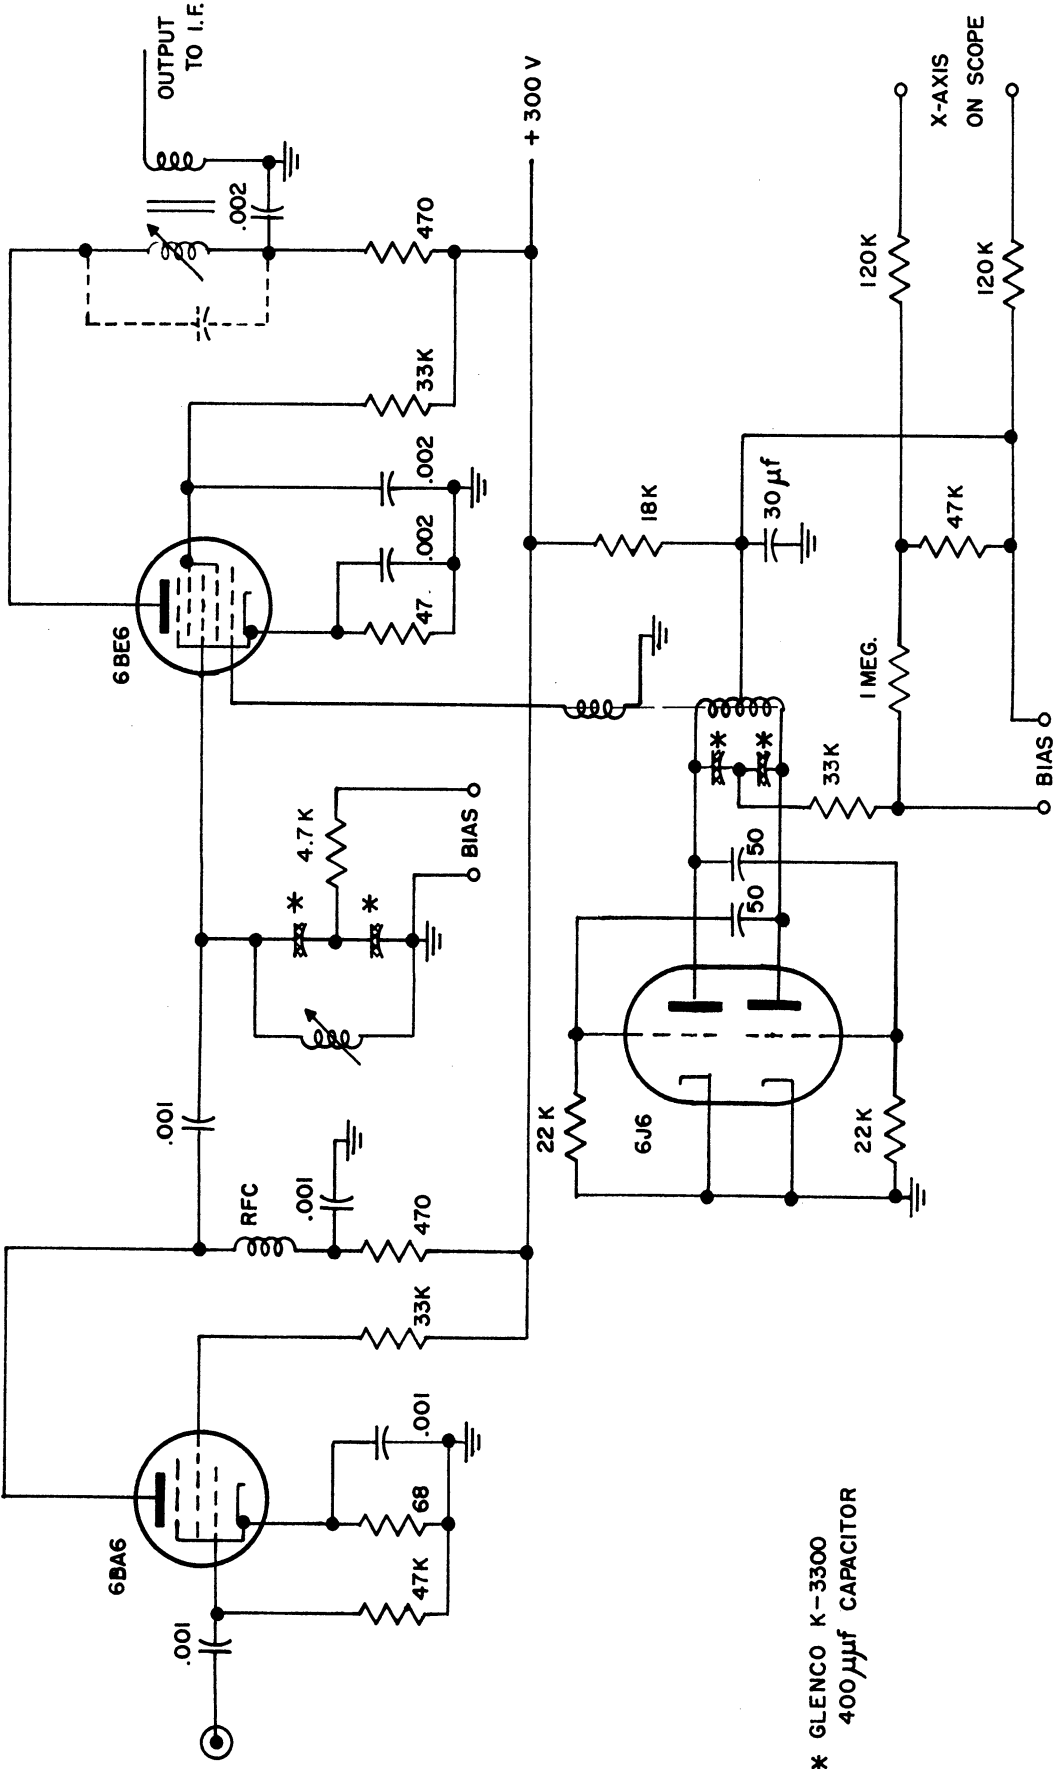 OUTPUT
TO I.F.
.002
470
+ 300 V
X-AXIS
ON SCOPE
120K
120K
33K
.002
.002
47
6BE6
18K
30 µf
47K
1 MEG.
33K
BIAS
*
*
50
50
4.7K
BIAS
*
*
22K
6J6
22K
.001
RFC
.001
470
33K
.001
68
47K
6BA6
.001
* GLENCO K-3300
400 µµf CAPACITOR